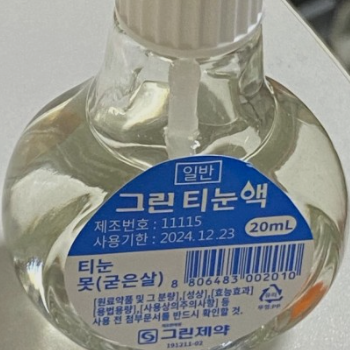 일반
그린 티눈액
제조번호 : 11115
사용기한 : 2024.12.23
20mL
티눈
못(굳은살)
8 806483 002010
[원료약품 및 그 분량],[성상],[효능효과]
[용법용량],[사용상의주의사항] 등
사용 전 첨부문서를 반드시 확인할 것.
그린제약
191211-02